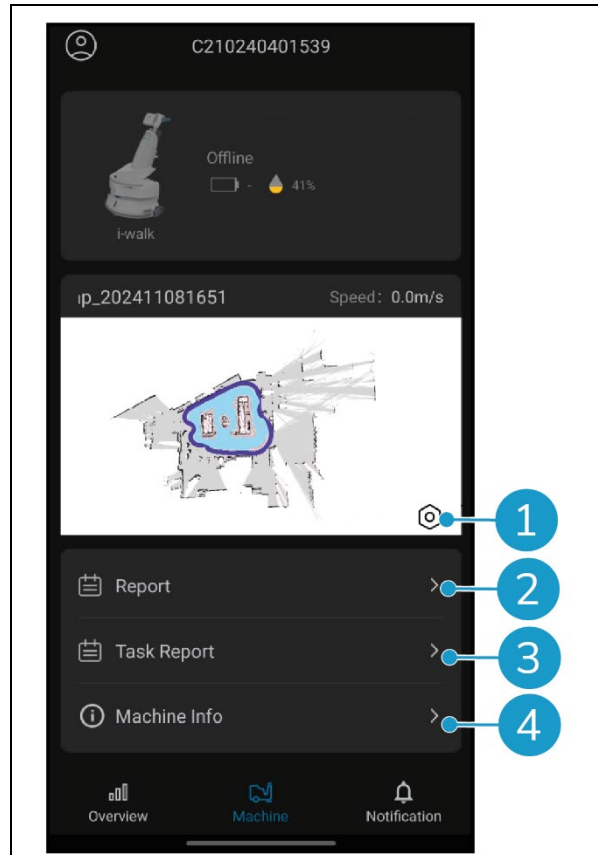 C210240401539
Offline
- 41%
i-walk
ıp_202411081651 Speed: 0.0m/s
1
Report 2
Task Report 3
Machine Info 4
Overview Machine Notification